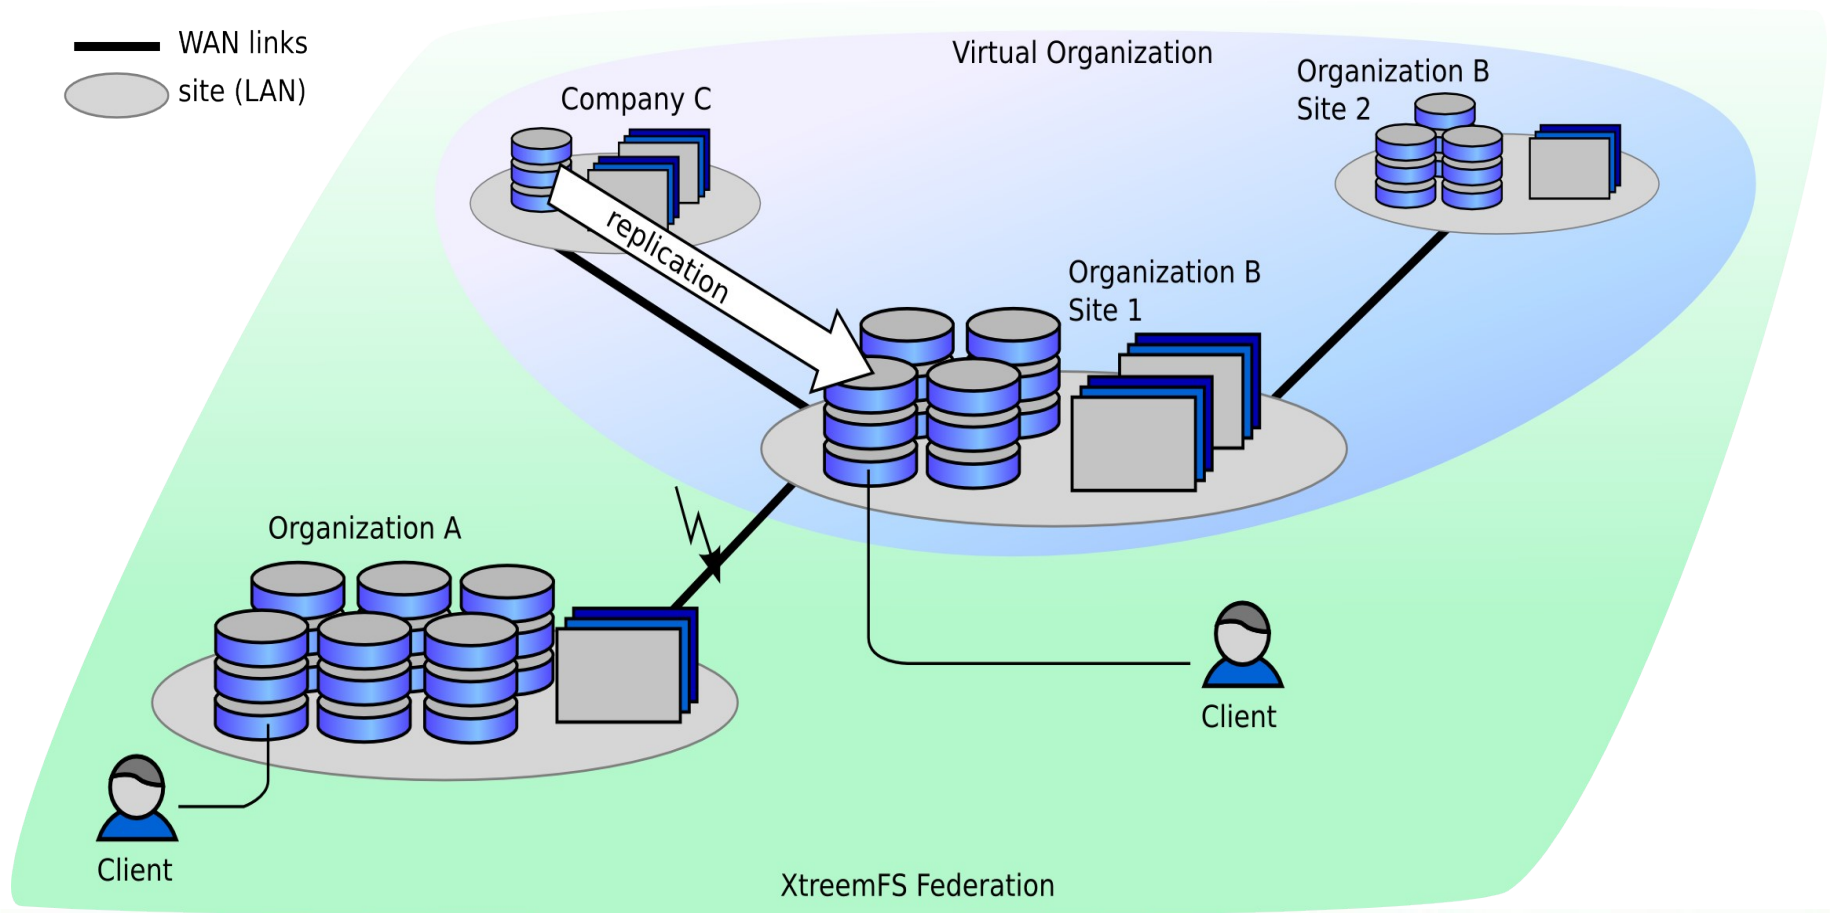 WAN links
site (LAN)
Virtual Organization
Company C
Organization B
Site 2
replication
Organization B
Site 1
Organization A
Client
Client
XtreemFS Federation